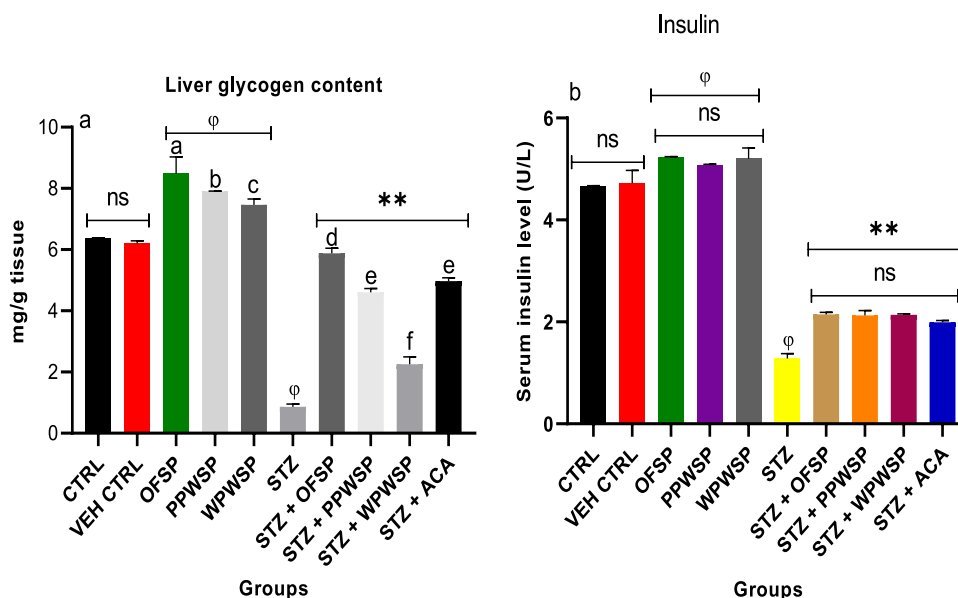 Liver glycogen content
a
mg/g tissue
10
8
6
4
2
0
ns
φ
a
b
c
φ
**
d
e
f
e
CTRL
VEH CTRL
OFSP
PPWSP
WPWSP
STZ
STZ + OFSP
STZ + PPWSP
STZ + WPWSP
STZ + ACA
Groups
Insulin
b
Serum insulin level (U/L)
6
4
2
0
ns
φ
ns
φ
**
ns
CTRL
VEH CTRL
OFSP
PPWSP
WPWSP
STZ
STZ + OFSP
STZ + PPWSP
STZ + WPWSP
STZ + ACA
Groups